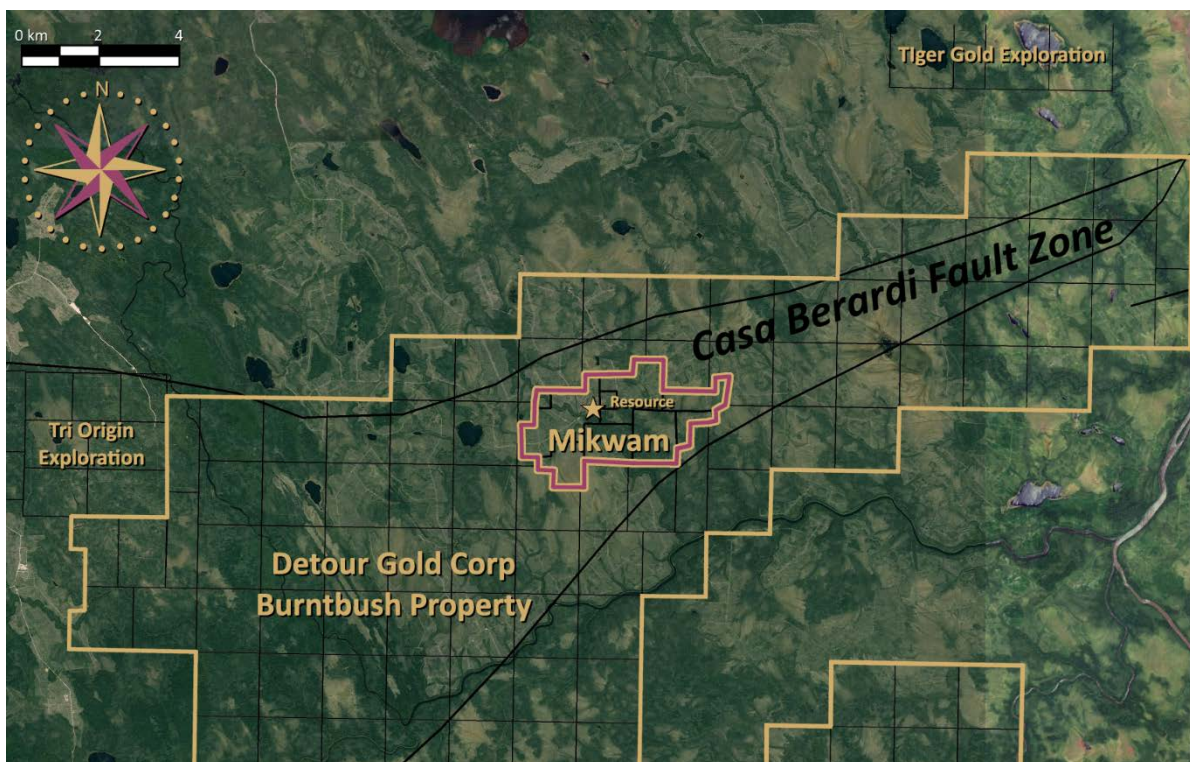 0 km 2 4
N
TIger Gold Exploration
Casa Berardi Fault Zone
Resource
Mikwam
Tri Origin
Exploration
Detour Gold Corp
Burntbush Property